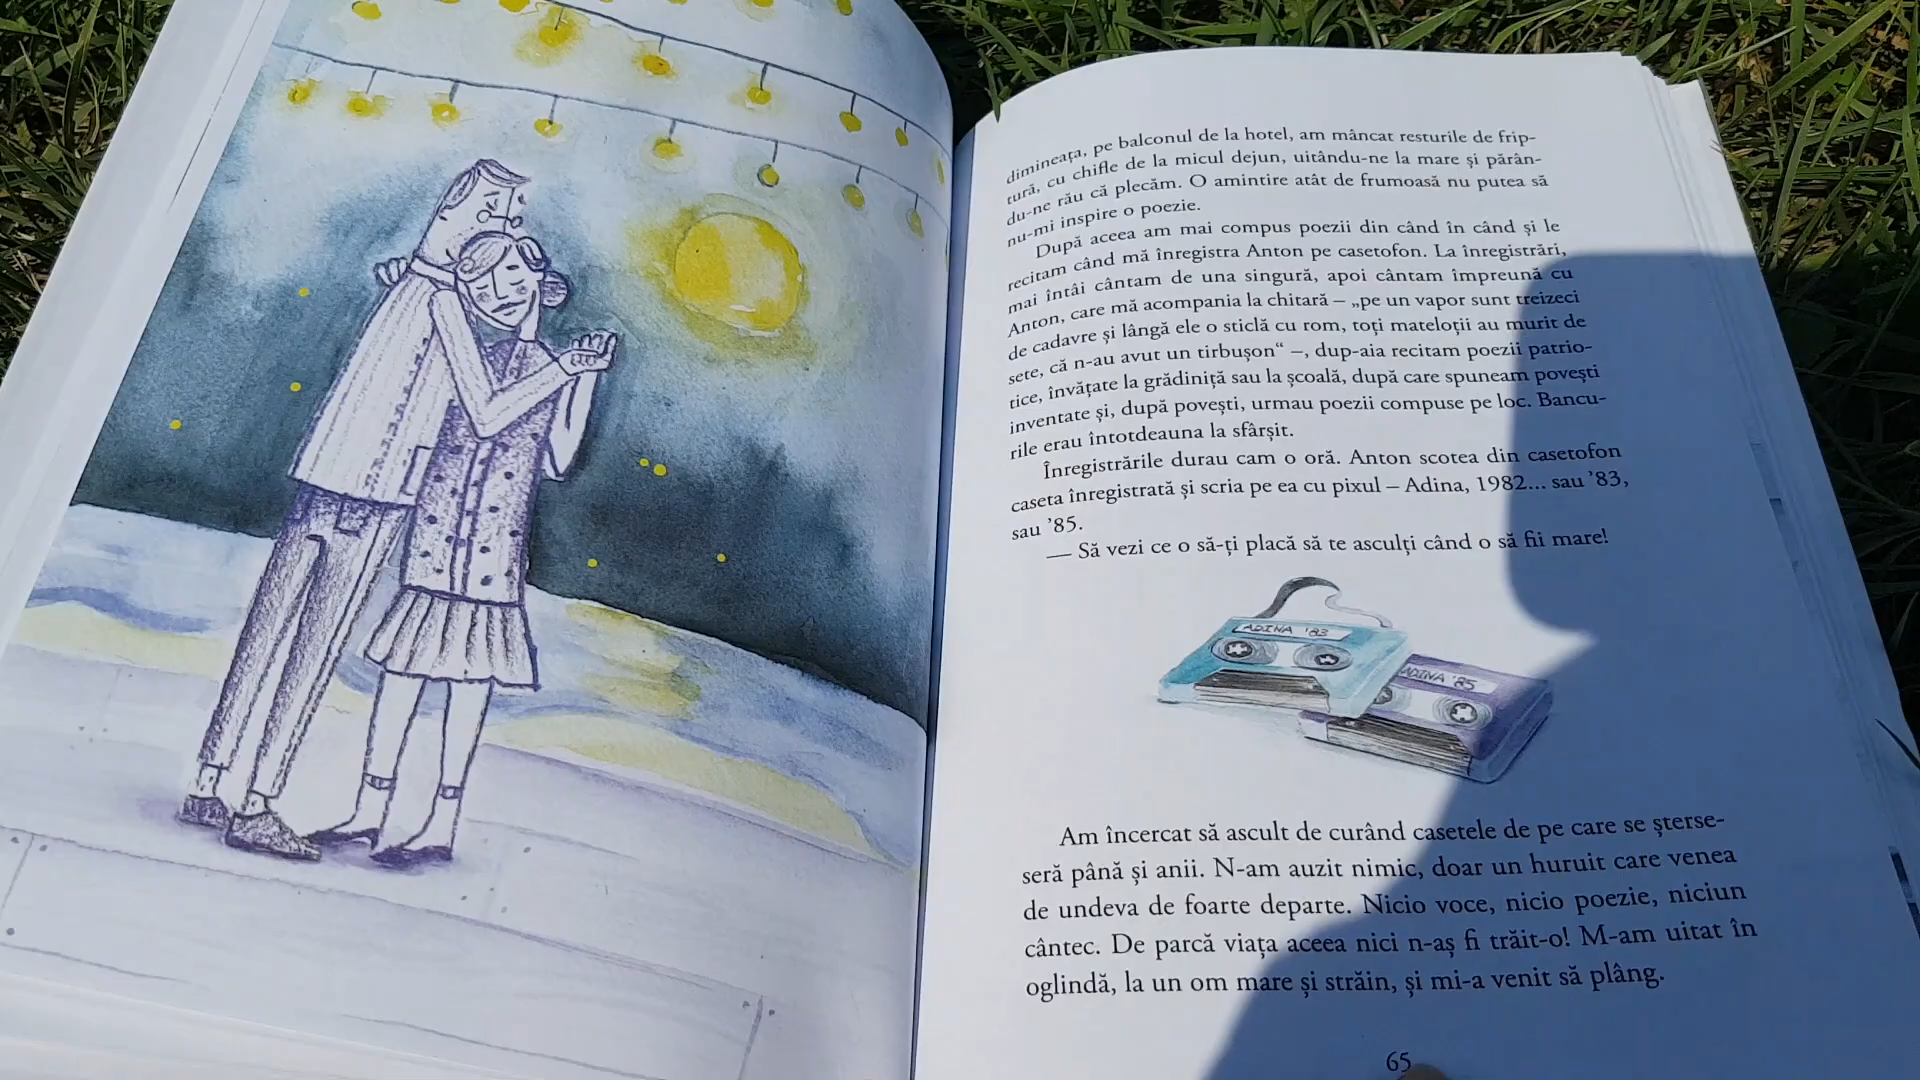 dimineața, pe balconul de la hotel, am mâncat resturile de frip-
tură, cu chifle de la micul dejun, uitându-ne la mare și părân-
du-ne rău că plecăm. O amintire atât de frumoasă nu putea să
nu-mi inspire o poezie.
După aceea am mai compus poezii din când în când și le
recitam când mă înregistra Anton pe casetofon. La înregistrări,
mai întâi cântam de una singură, apoi cântam împreună cu
Anton, care mă acompania la chitară – „pe un vapor sunt treizeci
de cadavre și lângă ele o sticlă cu rom, toți mateloții au murit de
sete, că n-au avut un tirbușon“ –, dup-aia recitam poezii patrio-
tice, învățate la grădiniță sau la școală, după care spuneam povești
inventate și, după povești, urmau poezii compuse pe loc. Bancu-
rile erau întotdeauna la sfârșit.
Înregistrările durau cam o oră. Anton scotea din casetofon
caseta înregistrată și scria pe ea cu pixul – Adina, 1982... sau ’83,
sau ’85.
— Să vezi ce o să-ți placă să te asculți când o să fii mare!
ADINA '83
ADINA '85
Am încercat să ascult de curând casetele de pe care se șterse-
seră până și anii. N-am auzit nimic, doar un huruit care venea
de undeva de foarte departe. Nicio voce, nicio poezie, niciun
cântec. De parcă viața aceea nici n-aș fi trăit-o! M-am uitat în
oglindă, la un om mare și străin, și mi-a venit să plâng.
65